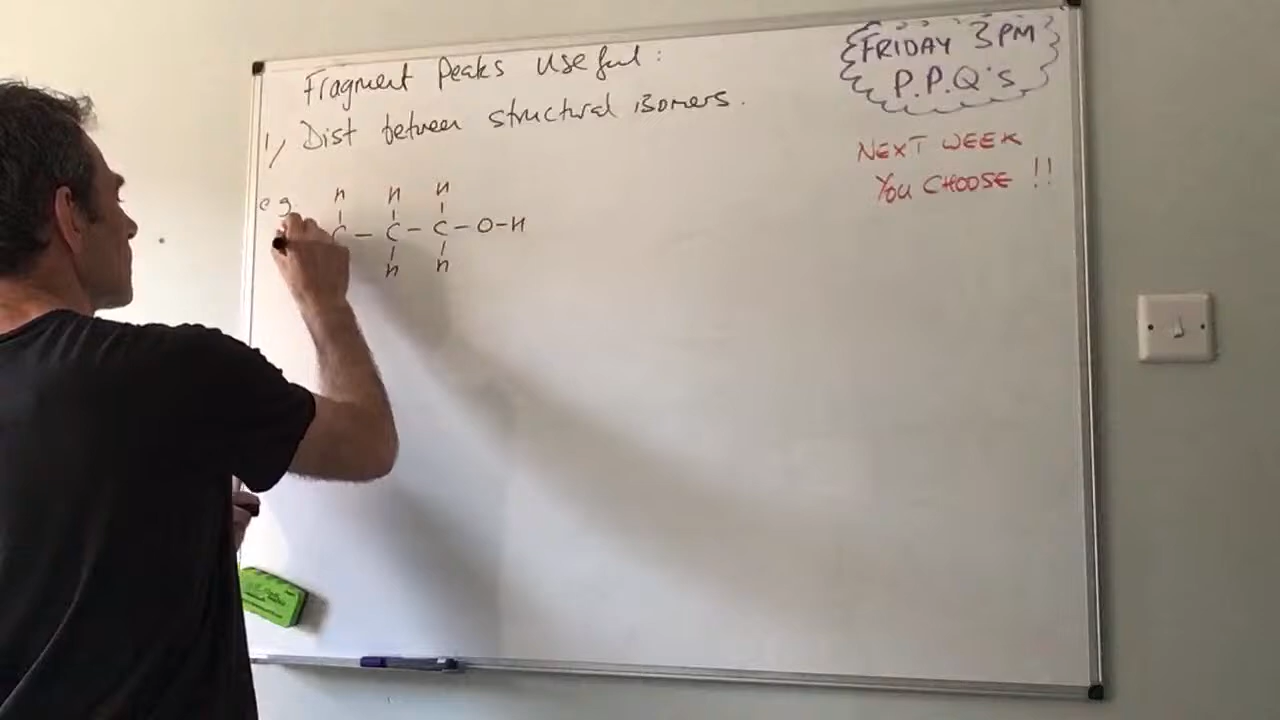 Fragment Peaks Useful:
1, Dist between structural isomers.
e.g.
H H H
C - C - C - O - H
H H
FRIDAY 3PM
P.P.Q's
NEXT WEEK
YOU CHOOSE !!